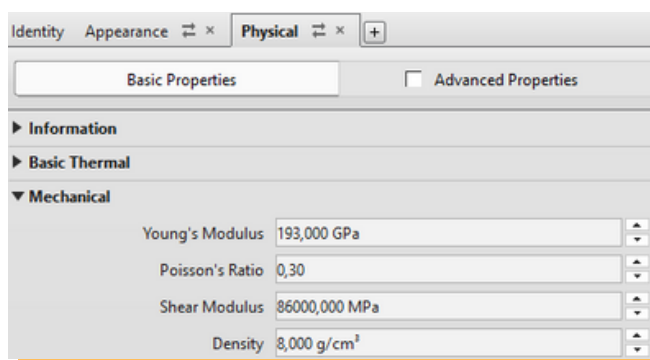 Identity Appearance × Physical × +
Basic Properties Advanced Properties
Information
Basic Thermal
Mechanical
Young's Modulus 193,000 GPa
Poisson's Ratio 0,30
Shear Modulus 86000,000 MPa
Density 8,000 g/cm³